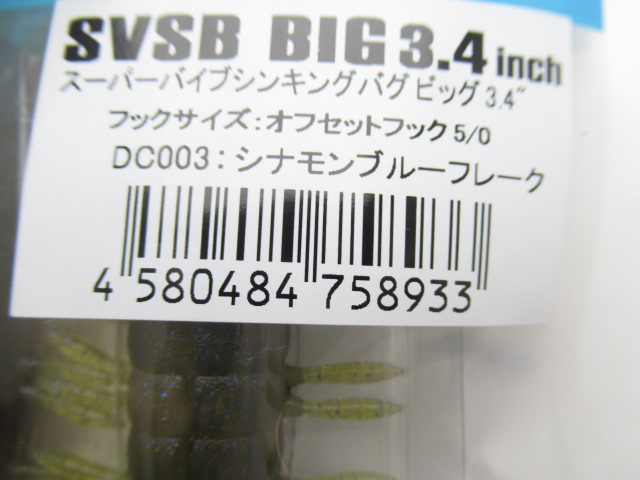 SVSB BIG 3.4 inch
スーパーバイブシンキングバグビッグ 3.4"
フックサイズ:オフセットフック 5/0
DC003:シナモンブルーフレーク
4 580484 758933